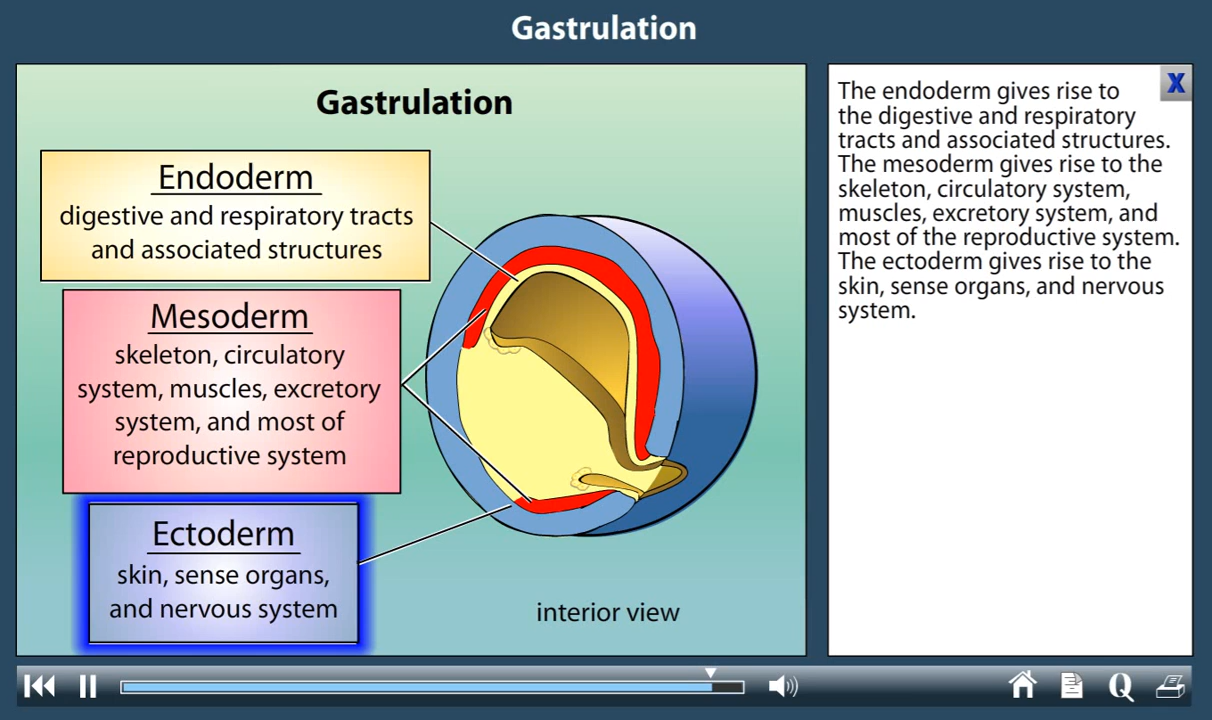 Gastrulation
Gastrulation
Endoderm
digestive and respiratory tracts
and associated structures
Mesoderm
skeleton, circulatory
system, muscles, excretory
system, and most of
reproductive system
Ectoderm
skin, sense organs,
and nervous system
interior view
The endoderm gives rise to
the digestive and respiratory
tracts and associated structures.
The mesoderm gives rise to the
skeleton, circulatory system,
muscles, excretory system, and
most of the reproductive system.
The ectoderm gives rise to the
skin, sense organs, and nervous
system.
X
Q